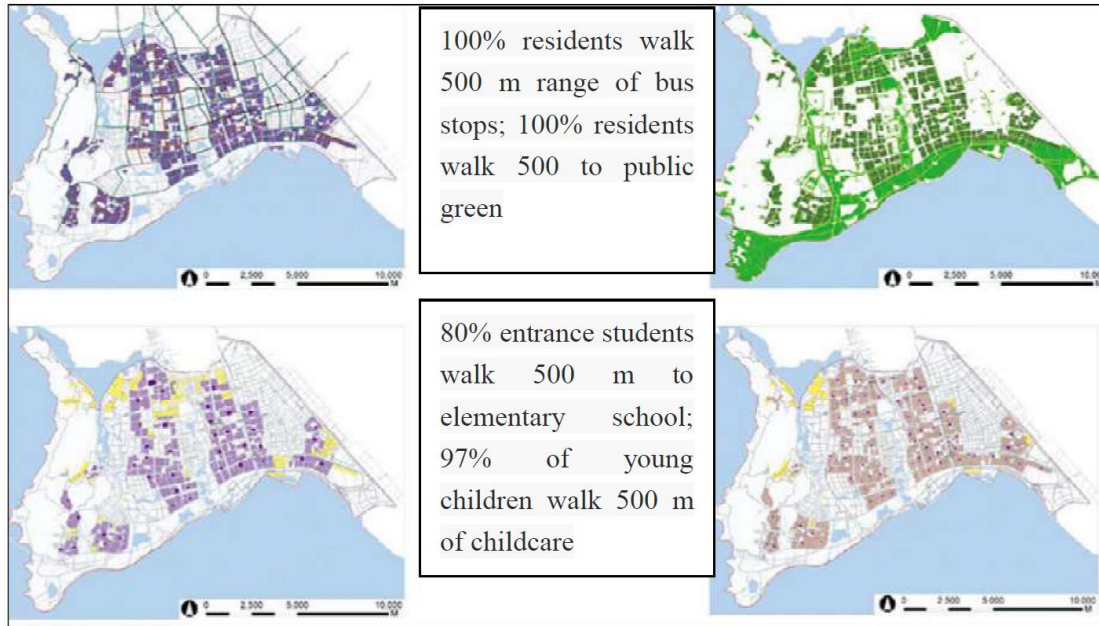 100% residents walk
500 m range of bus
stops; 100% residents
walk 500 to public
green
0 2,500 5,000 10,000
M
0 2,500 5,000 10,000
M
80% entrance students
walk 500 m to
elementary school;
97% of young
children walk 500 m
of childcare
0 2,500 5,000 10,000
M
0 2 500 5 000 10 000
M